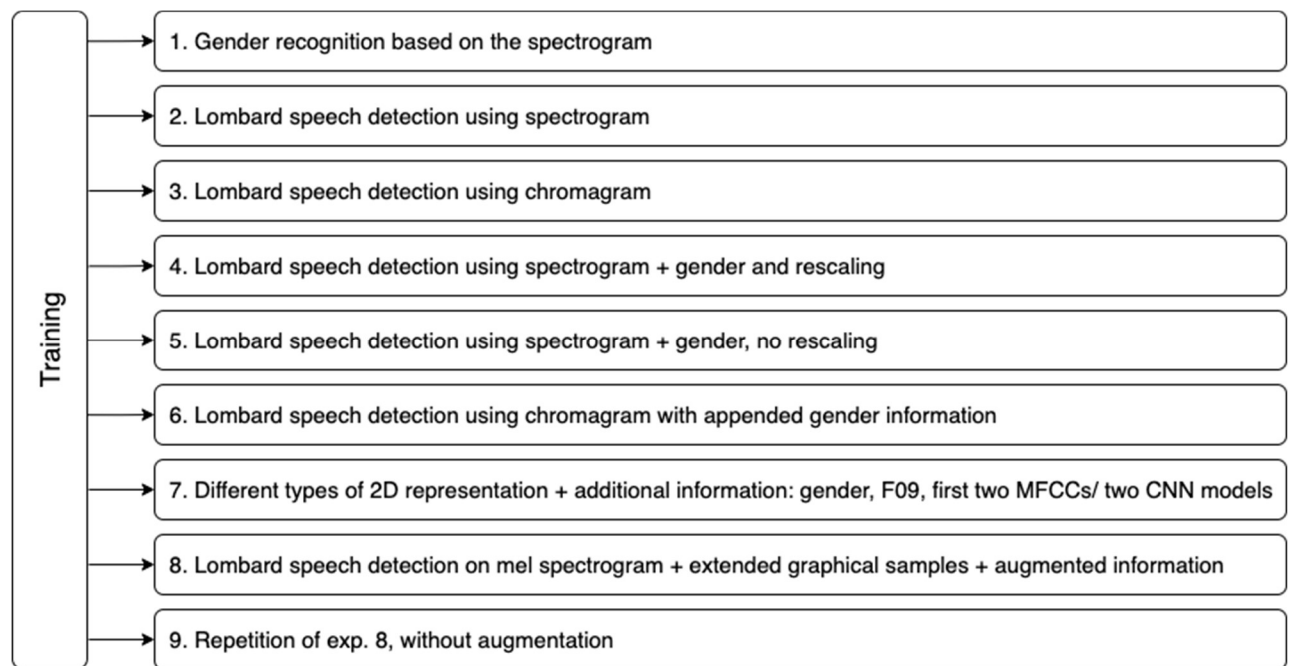 Training
1. Gender recognition based on the spectrogram
2. Lombard speech detection using spectrogram
3. Lombard speech detection using chromagram
4. Lombard speech detection using spectrogram + gender and rescaling
5. Lombard speech detection using spectrogram + gender, no rescaling
6. Lombard speech detection using chromagram with appended gender information
7. Different types of 2D representation + additional information: gender, F09, first two MFCCs/ two CNN models
8. Lombard speech detection on mel spectrogram + extended graphical samples + augmented information
9. Repetition of exp. 8, without augmentation